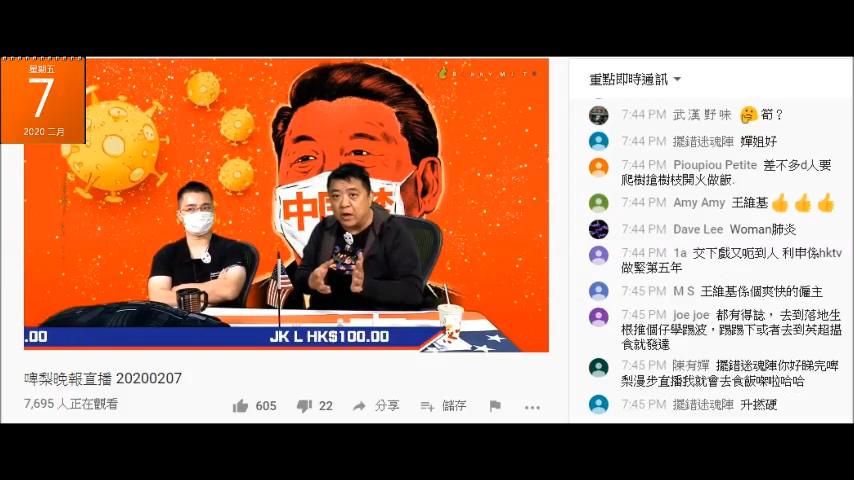 星期五
7
2020 二月
中国
.00
JK L HK$100.00
啤梨晚報直播 20200207
7,695 人正在觀看
605
22
分享
儲存
重點即時通訊
7:44 PM 武漢野味 🤔筍？
7:44 PM 擺錯迷魂陣 嬋姐好
7:44 PM Pioupiou Petite 差不多d人要
爬樹搶樹枝開火做飯.
7:44 PM Amy Amy 王維基👍👍👍
7:44 PM Dave Lee Woman肺炎
7:44 PM 1a 交下戲又呃到人 利申係hktv
做緊第五年
7:45 PM M S 王維基係個爽快的僱主
7:45 PM joe joe 都有得諗， 去到落地生
根推個仔學踢波，踢踢下或者去到英超搵
食就發達
7:45 PM 陳有嬋 擺錯迷魂陣你好睇完啤
梨漫步直播我就會去食飯㗎啦哈哈
7:45 PM 擺錯迷魂陣 升撚硬